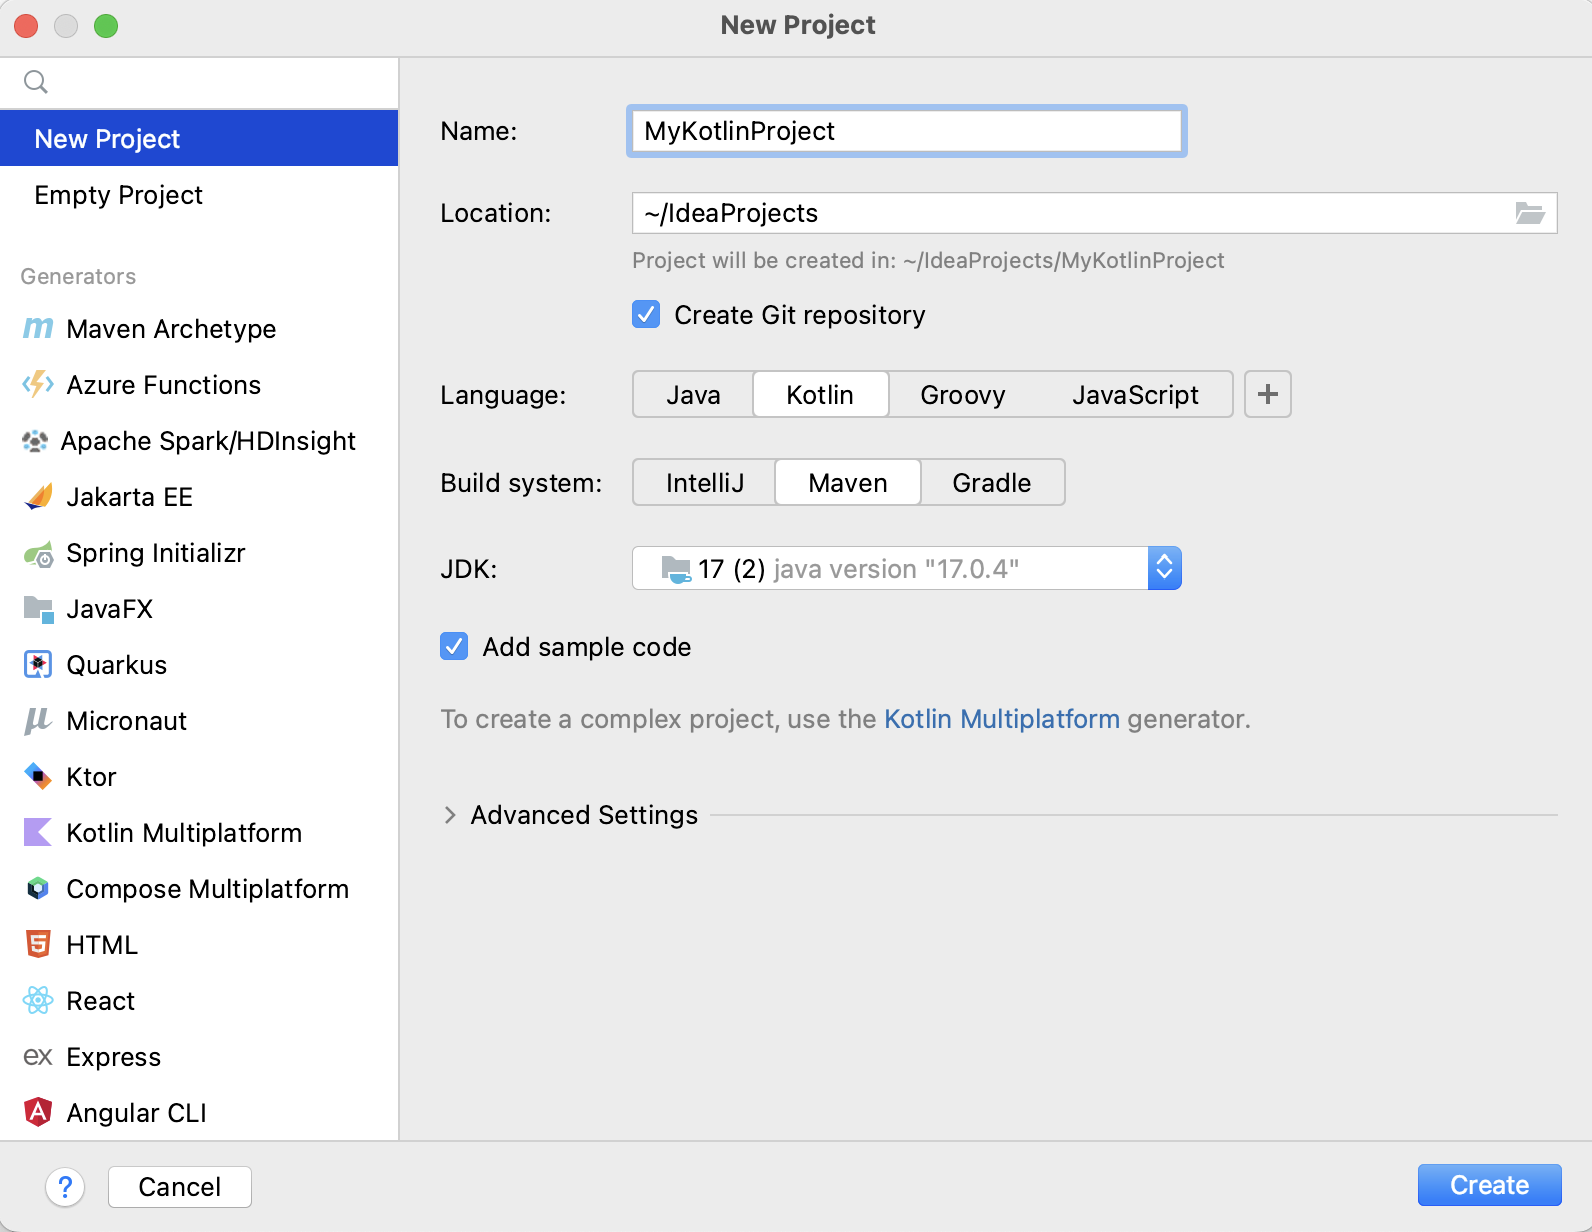 New Project
New Project
Empty Project
Generators
Maven Archetype
Azure Functions
Apache Spark/HDInsight
Jakarta EE
Spring Initializr
JavaFX
Quarkus
Micronaut
Ktor
Kotlin Multiplatform
Compose Multiplatform
HTML
React
ex Express
Angular CLI
Name: MyKotlinProject
Location: ~/IdeaProjects
Project will be created in: ~/IdeaProjects/MyKotlinProject
Create Git repository
Language: Java Kotlin Groovy JavaScript +
Build system: IntelliJ Maven Gradle
JDK: 17 (2) java version "17.0.4"
Add sample code
To create a complex project, use the Kotlin Multiplatform generator.
Advanced Settings
? Cancel Create